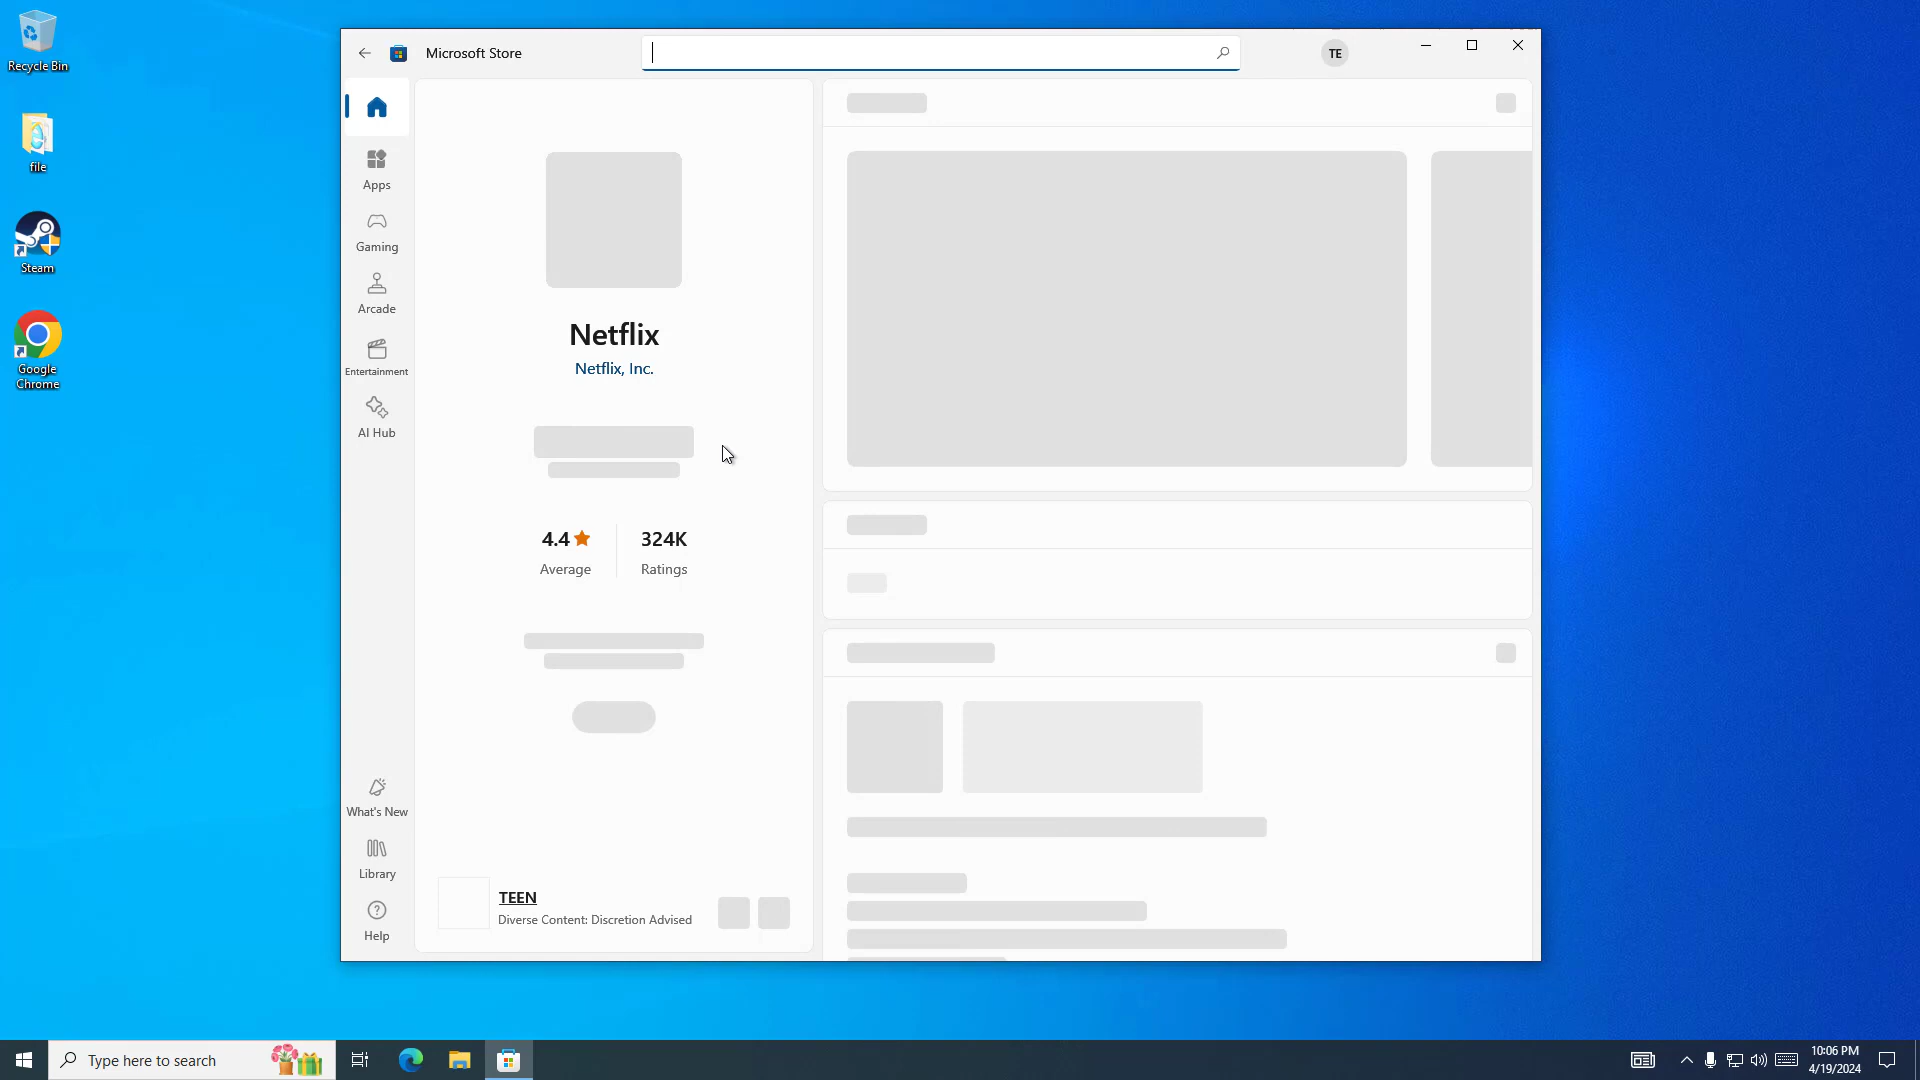 Recycle Bin
file
Steam
Google
Chrome
Microsoft Store
TE
Apps
Gaming
Arcade
Entertainment
AI Hub
What's New
Library
Help
Netflix
Netflix, Inc.
4.4
Average
324K
Ratings
TEEN
Diverse Content: Discretion Advised
Type here to search
10:06 PM
4/19/2024